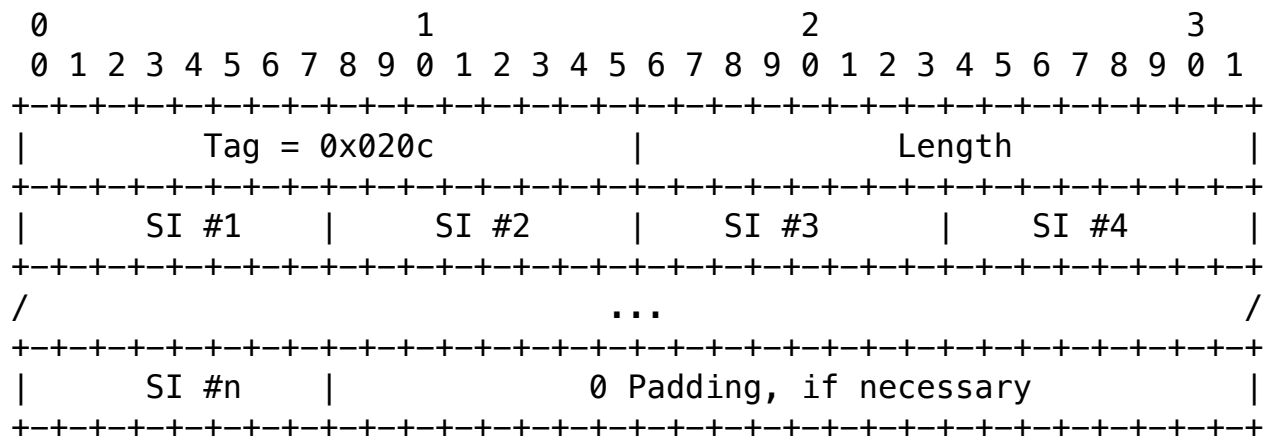 0                   1                   2                   3
 0 1 2 3 4 5 6 7 8 9 0 1 2 3 4 5 6 7 8 9 0 1 2 3 4 5 6 7 8 9 0 1
+-+-+-+-+-+-+-+-+-+-+-+-+-+-+-+-+-+-+-+-+-+-+-+-+-+-+-+-+-+-+-+-+
|         Tag = 0x020c          |             Length            |
+-+-+-+-+-+-+-+-+-+-+-+-+-+-+-+-+-+-+-+-+-+-+-+-+-+-+-+-+-+-+-+-+
|      SI #1    |     SI #2     |    SI #3      |    SI #4      |
+-+-+-+-+-+-+-+-+-+-+-+-+-+-+-+-+-+-+-+-+-+-+-+-+-+-+-+-+-+-+-+-+
/                              ...                              /
+-+-+-+-+-+-+-+-+-+-+-+-+-+-+-+-+-+-+-+-+-+-+-+-+-+-+-+-+-+-+-+-+
|      SI #n    |             0 Padding, if necessary           |
+-+-+-+-+-+-+-+-+-+-+-+-+-+-+-+-+-+-+-+-+-+-+-+-+-+-+-+-+-+-+-+-+